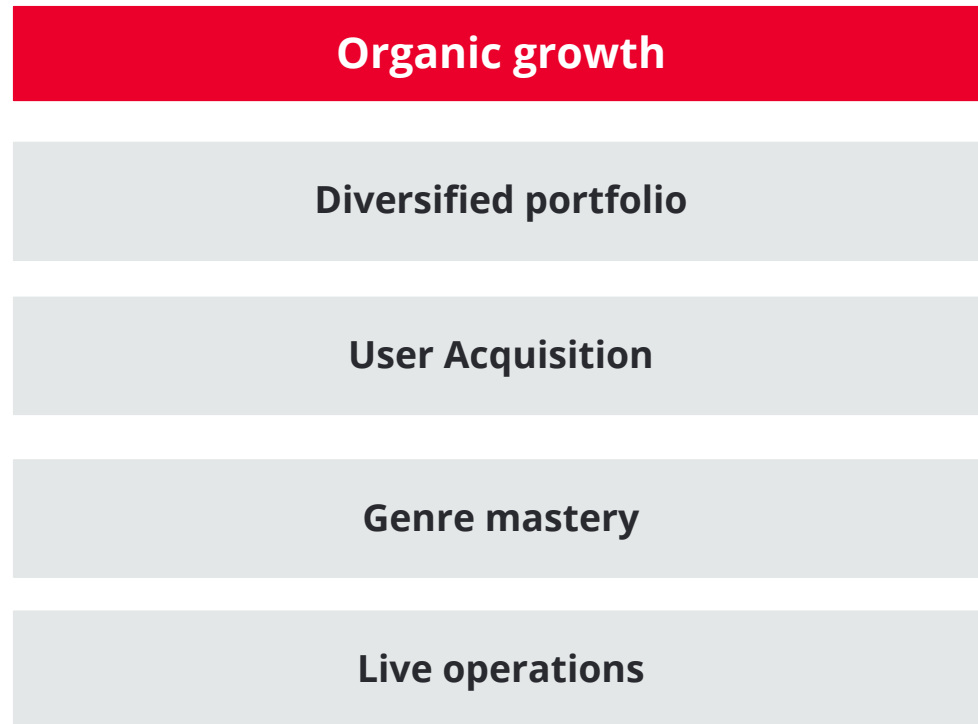 Organic growth
Diversified portfolio
User Acquisition
Genre mastery
Live operations